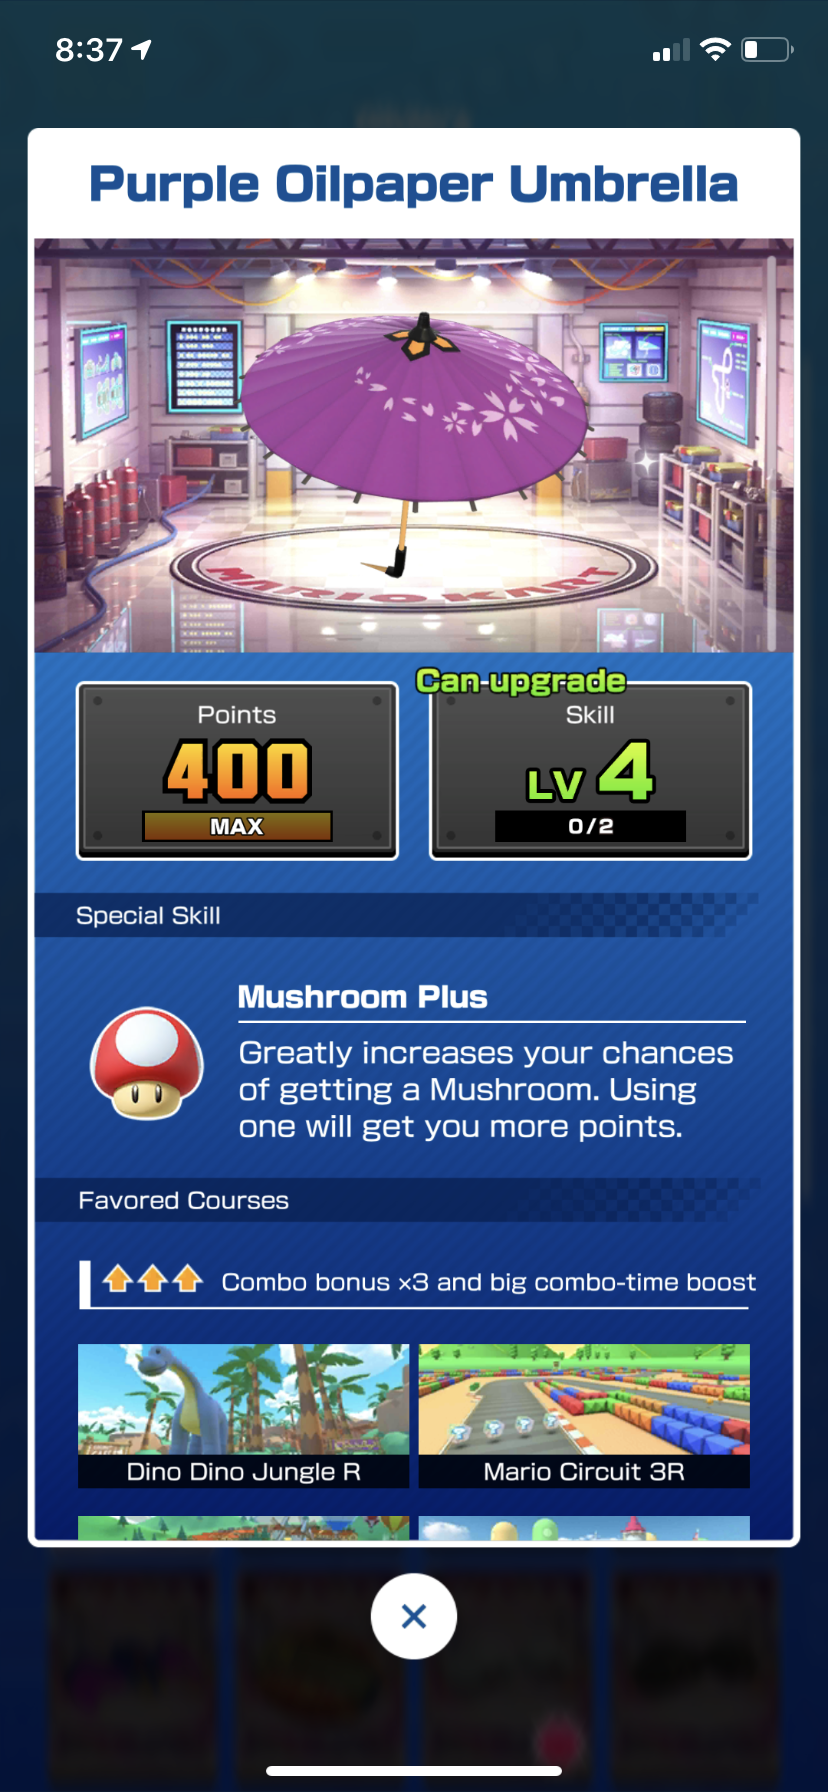 8:37
Purple Oilpaper Umbrella
MARIO KART
Can upgrade
Points
400
MAX
Skill
LV 4
0/2
Special Skill
Mushroom Plus
Greatly increases your chances
of getting a Mushroom. Using
one will get you more points.
Favored Courses
Combo bonus ×3 and big combo-time boost
Dino Dino Jungle R
Mario Circuit 3R